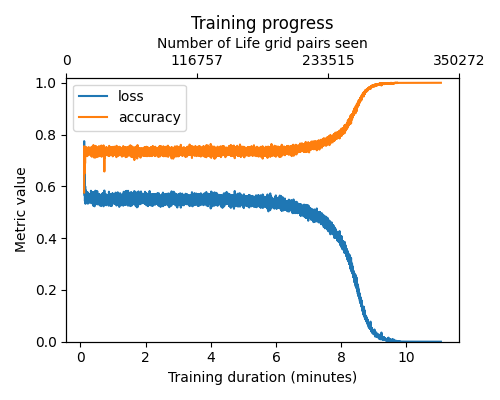 Training progress
Number of Life grid pairs seen
0 116757 233515 350272
loss
accuracy
1.0
0.8
0.6
0.4
0.2
0.0
Metric value
0 2 4 6 8 10
Training duration (minutes)